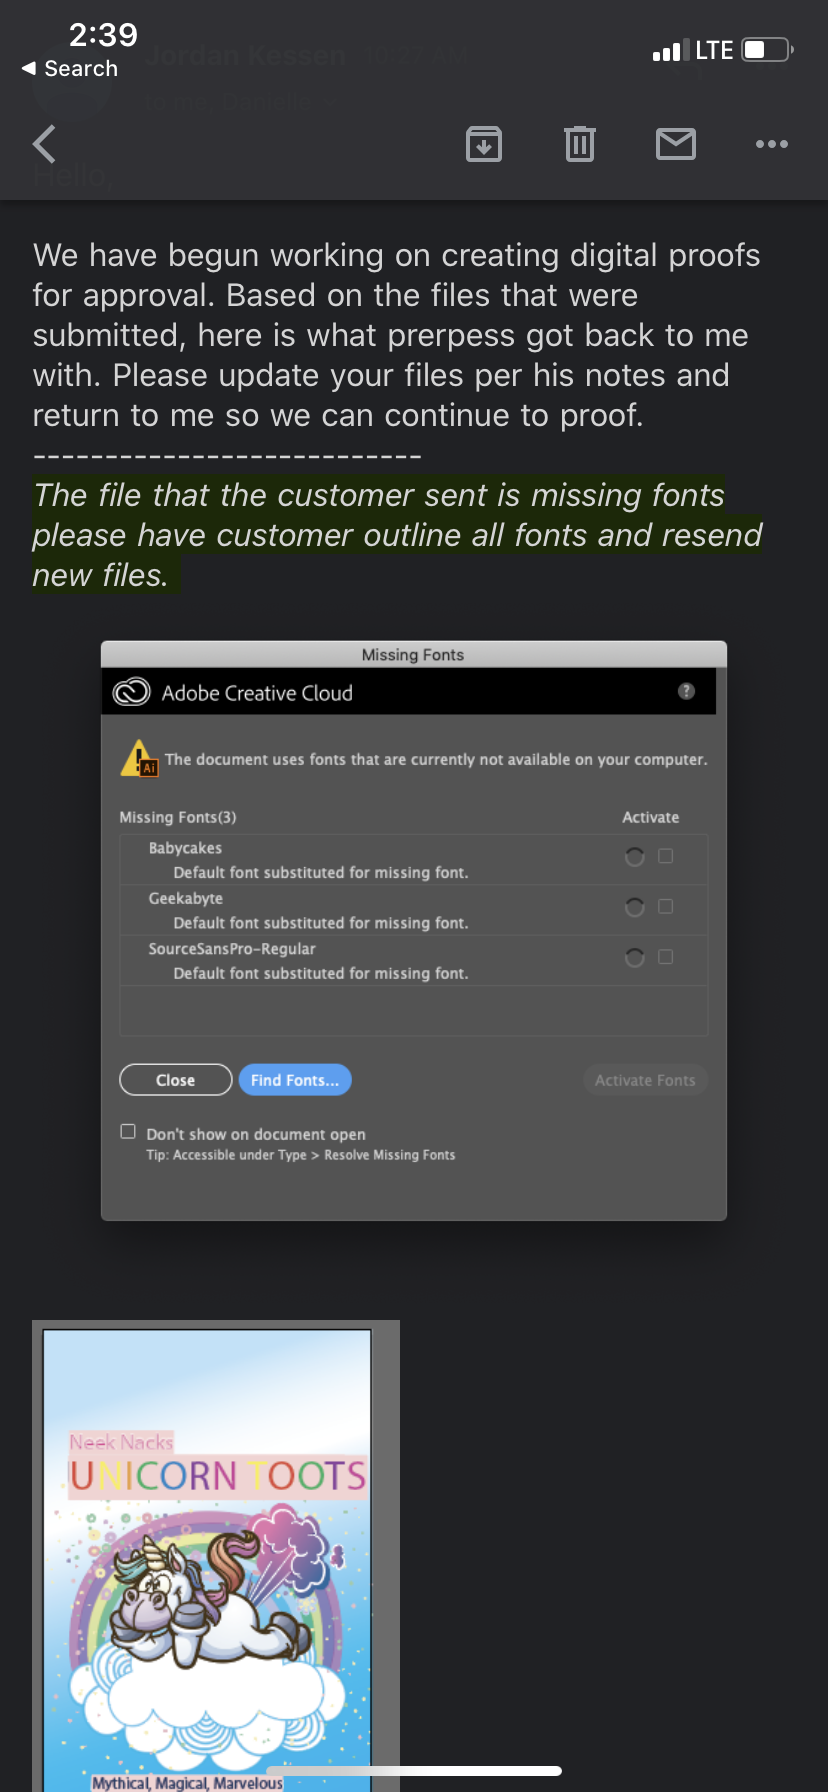 2:39
LTE
◀ Search
Jordan Kessen 10:27 AM
to me, Danielle
Hello,
We have begun working on creating digital proofs
for approval. Based on the files that were
submitted, here is what prerpess got back to me
with. Please update your files per his notes and
return to me so we can continue to proof.
---------------------------
The file that the customer sent is missing fonts
please have customer outline all fonts and resend
new files.
Missing Fonts
Adobe Creative Cloud
?
Ai
The document uses fonts that are currently not available on your computer.
Missing Fonts(3) Activate
Babycakes
Default font substituted for missing font.
Geekabyte
Default font substituted for missing font.
SourceSansPro-Regular
Default font substituted for missing font.
Close Find Fonts... Activate Fonts
Don't show on document open
Tip: Accessible under Type > Resolve Missing Fonts
Neek Nacks
UNICORN TOOTS
Mythical, Magical, Marvelous